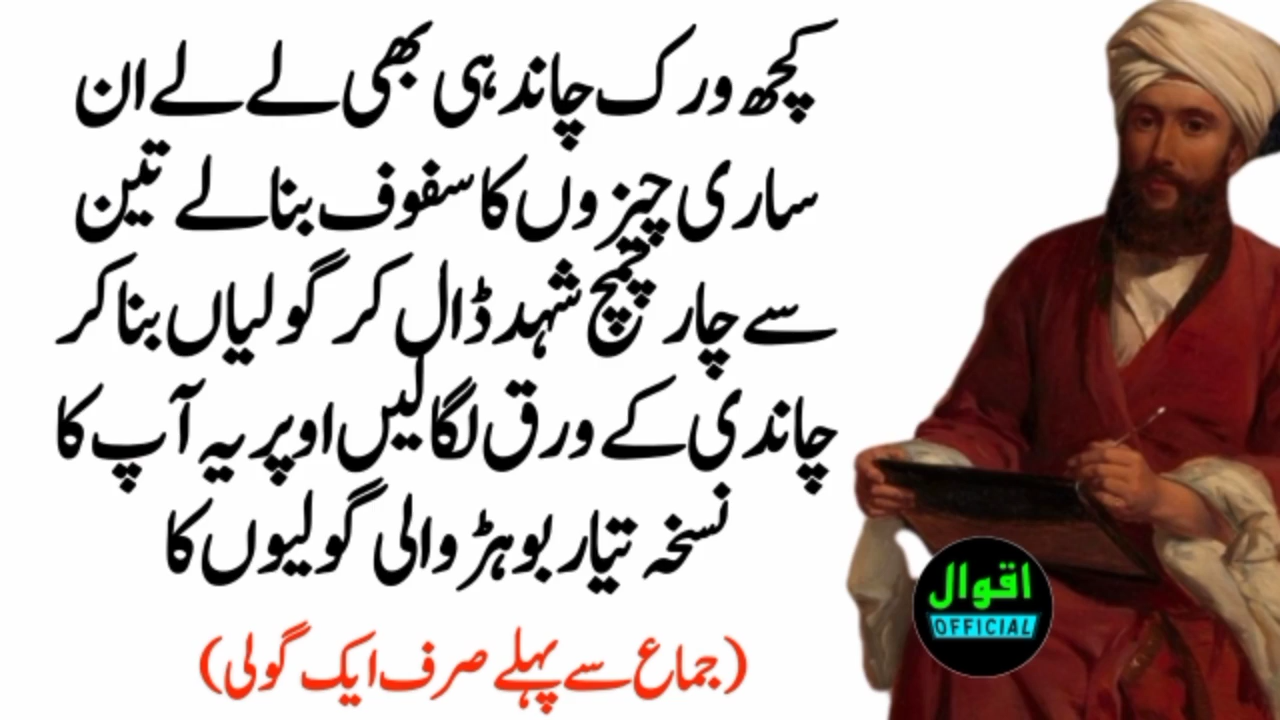 کچھ ورک چاند ہی بھی لے لے ان
ساری چیزوں کا سفوف بنا لے تین
سے چار چمچ شہد ڈال کر گولیاں بنا کر
چاندی کے ورق لگا لیں اوپر یہ آپ کا
نسخہ تیار بوہڑ والی گولیوں کا
(جماع سے پہلے صرف ایک گولی)
اقوال
OFFICIAL